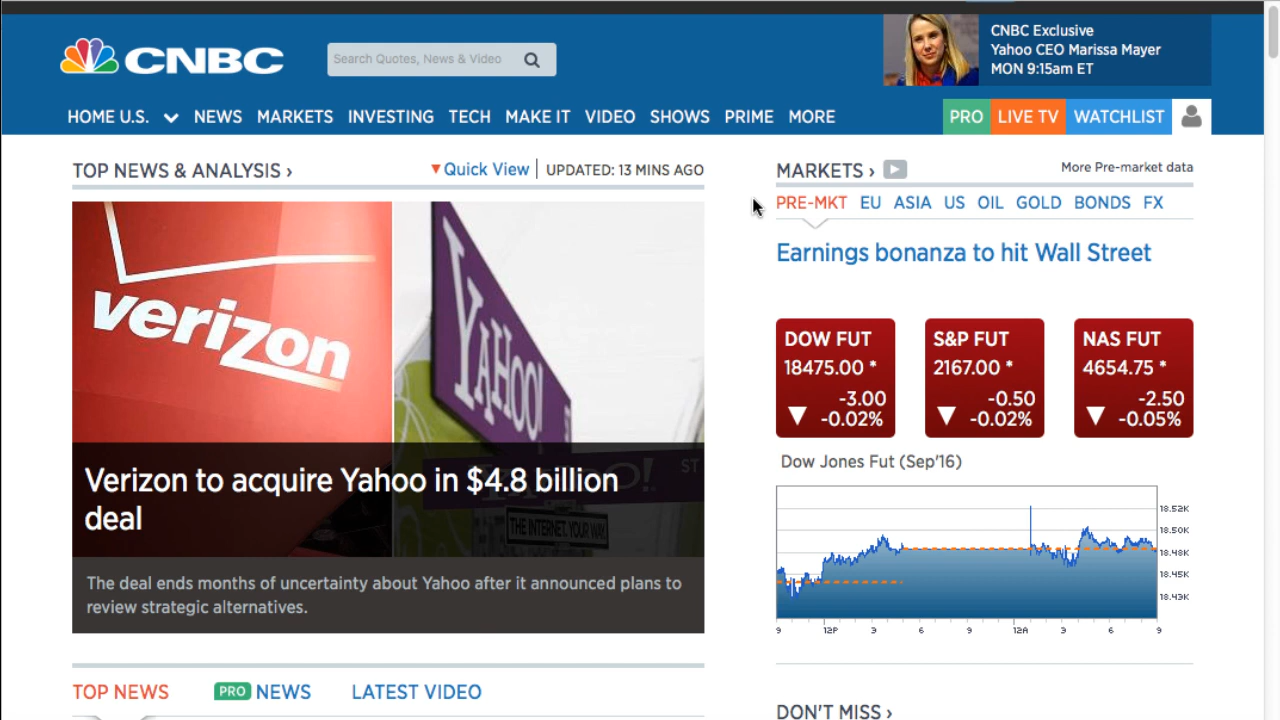 CNBC
Search Quotes, News & Video
CNBC Exclusive
Yahoo CEO Marissa Mayer
MON 9:15am ET
HOME U.S. NEWS MARKETS INVESTING TECH MAKE IT VIDEO SHOWS PRIME MORE
PRO LIVE TV WATCHLIST
TOP NEWS & ANALYSIS ›
▼Quick View | UPDATED: 13 MINS AGO
verizon
YAHOO!
ST
THE INTERNET. YOUR WAY.
Verizon to acquire Yahoo in $4.8 billion
deal
The deal ends months of uncertainty about Yahoo after it announced plans to
review strategic alternatives.
TOP NEWS PRO NEWS LATEST VIDEO
MARKETS ›
More Pre-market data
PRE-MKT EU ASIA US OIL GOLD BONDS FX
Earnings bonanza to hit Wall Street
DOW FUT
18475.00 *
▼ -3.00
-0.02%
S&P FUT
2167.00 *
▼ -0.50
-0.02%
NAS FUT
4654.75 *
▼ -2.50
-0.05%
Dow Jones Fut (Sep'16)
18.52K
18.50K
18.48K
18.45K
18.43K
9 12P 3 6 9 12A 3 6 9
DON'T MISS ›